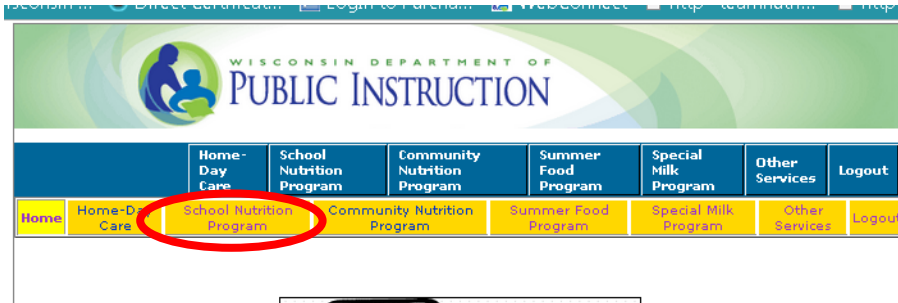 WISCONSIN DEPARTMENT OF
PUBLIC INSTRUCTION
Home-
Day
Care
School
Nutrition
Program
Community
Nutrition
Program
Summer
Food
Program
Special
Milk
Program
Other
Services
Logout
Home
Home-Day
Care
School Nutrition
Program
Community Nutrition
Program
Summer Food
Program
Special Milk
Program
Other
Services
Logout